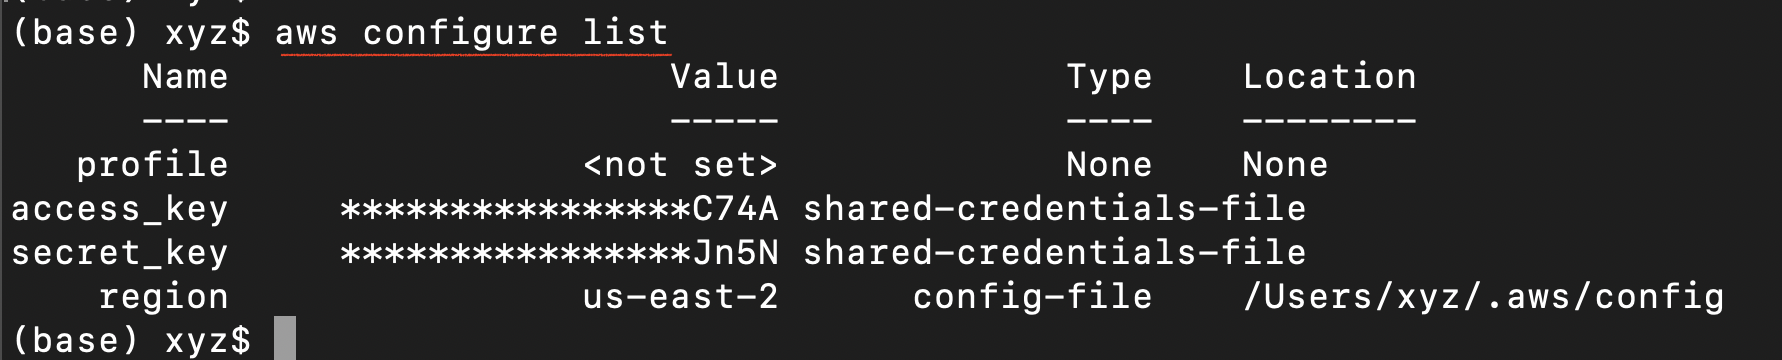 (base) xyz$ aws configure list
      Name                    Value             Type    Location
      ----                    -----             ----    --------
   profile                <not set>             None    None
access_key     ****************C74A shared-credentials-file
secret_key     ****************Jn5N shared-credentials-file
    region                us-east-2      config-file    /Users/xyz/.aws/config
(base) xyz$